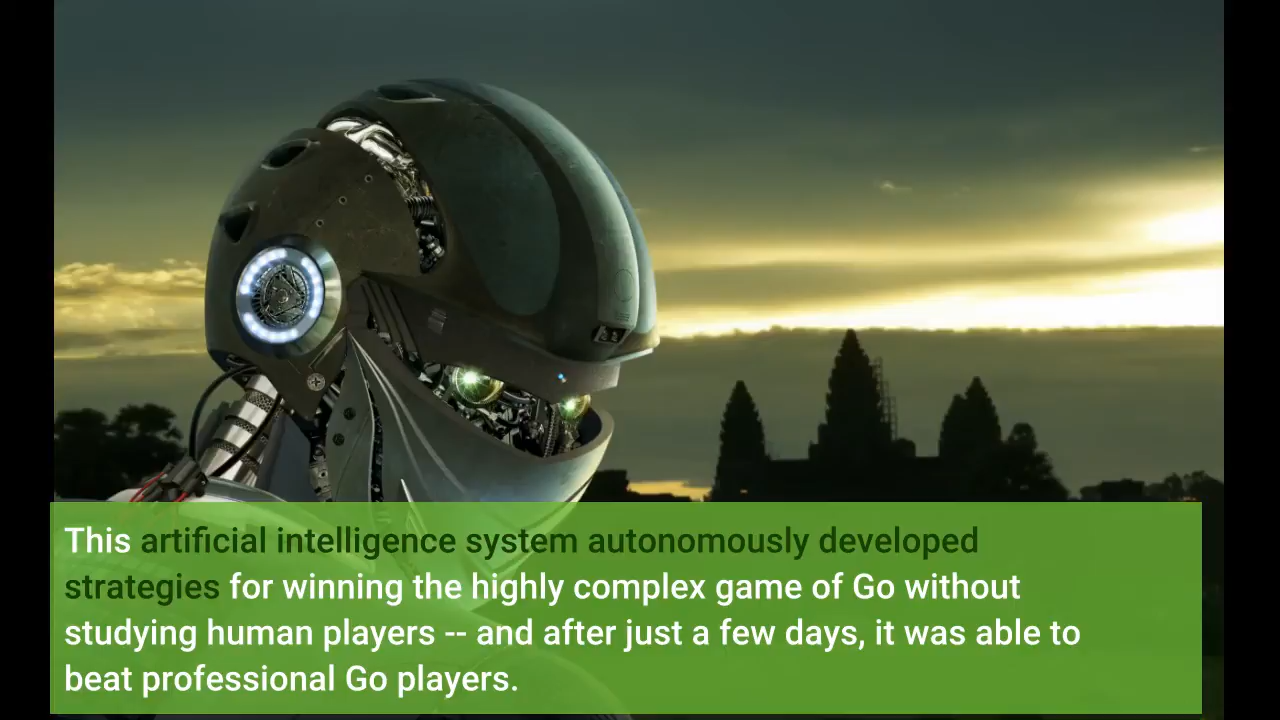 This artificial intelligence system autonomously developed
strategies for winning the highly complex game of Go without
studying human players -- and after just a few days, it was able to
beat professional Go players.